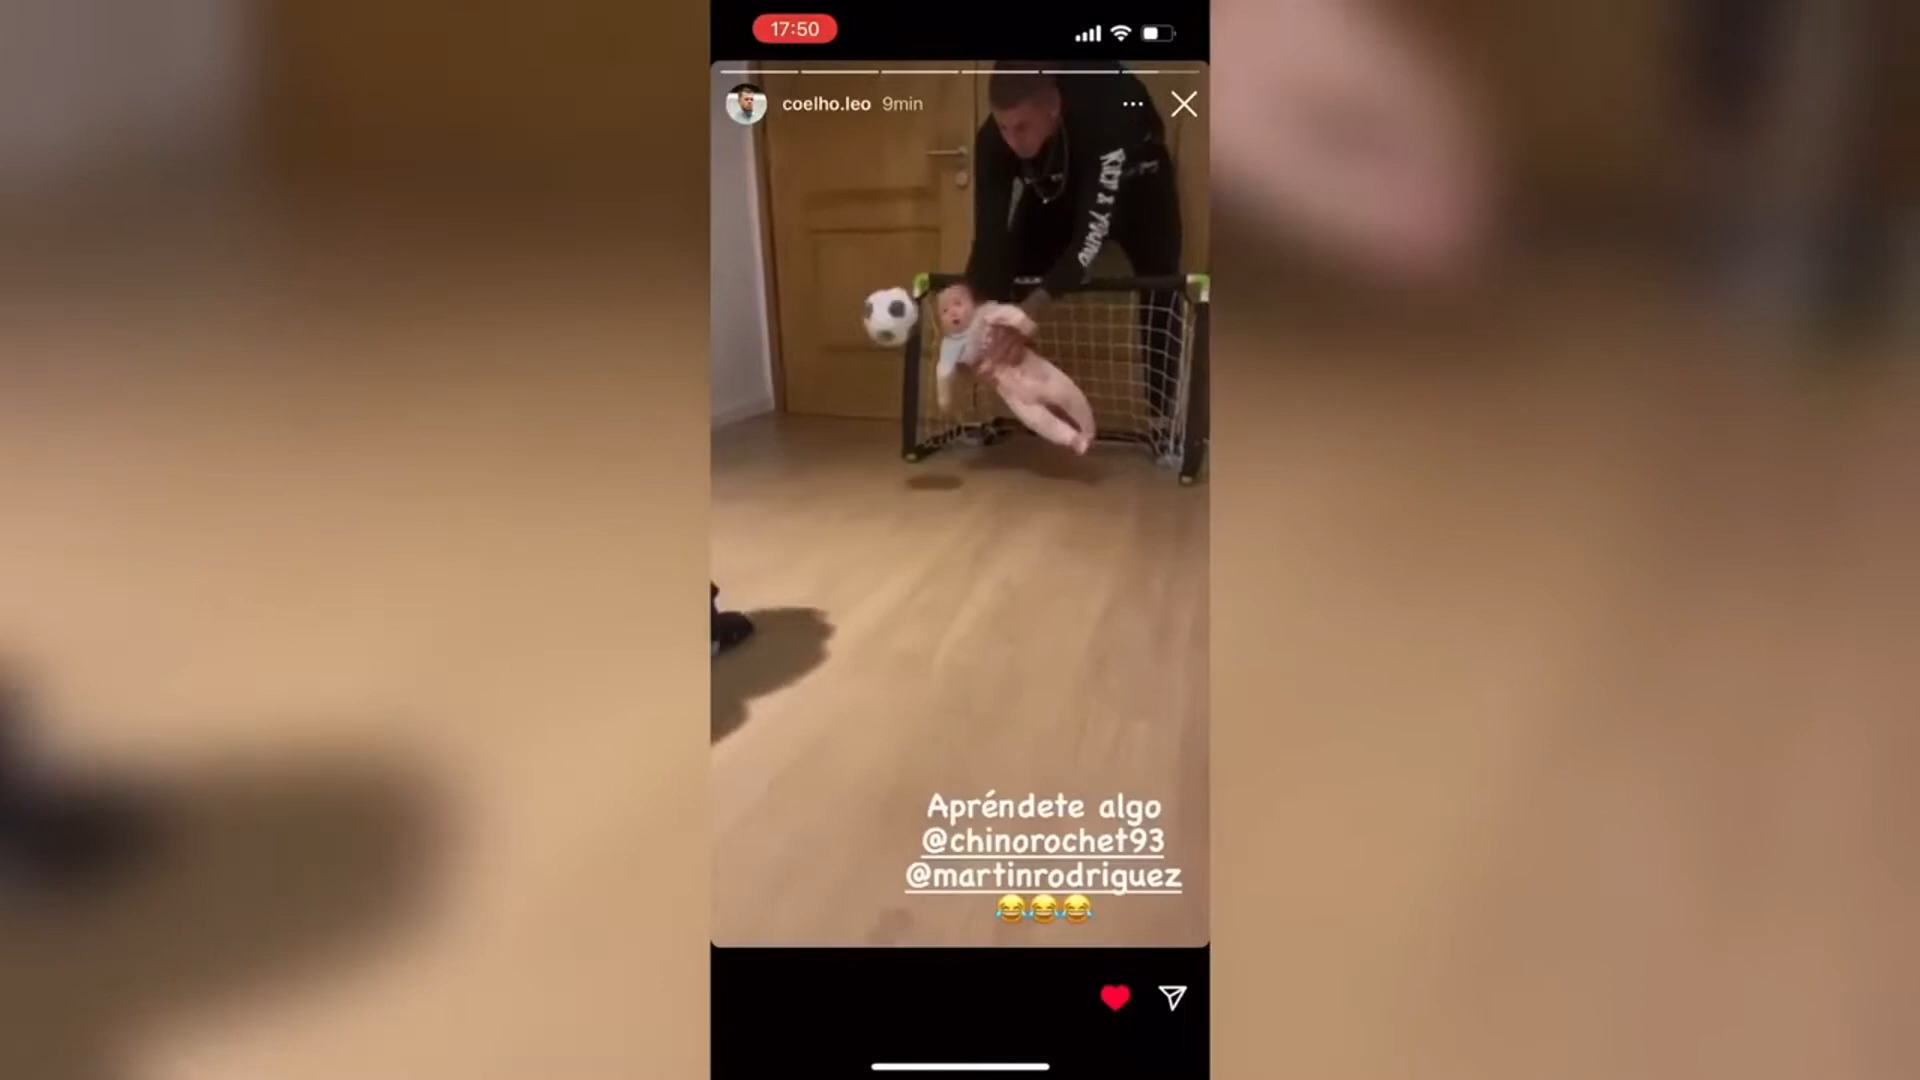 17:50
coelho.leo 9min
Apréndete algo
@chinorochet93
@martinrodriguez
😂😂😂